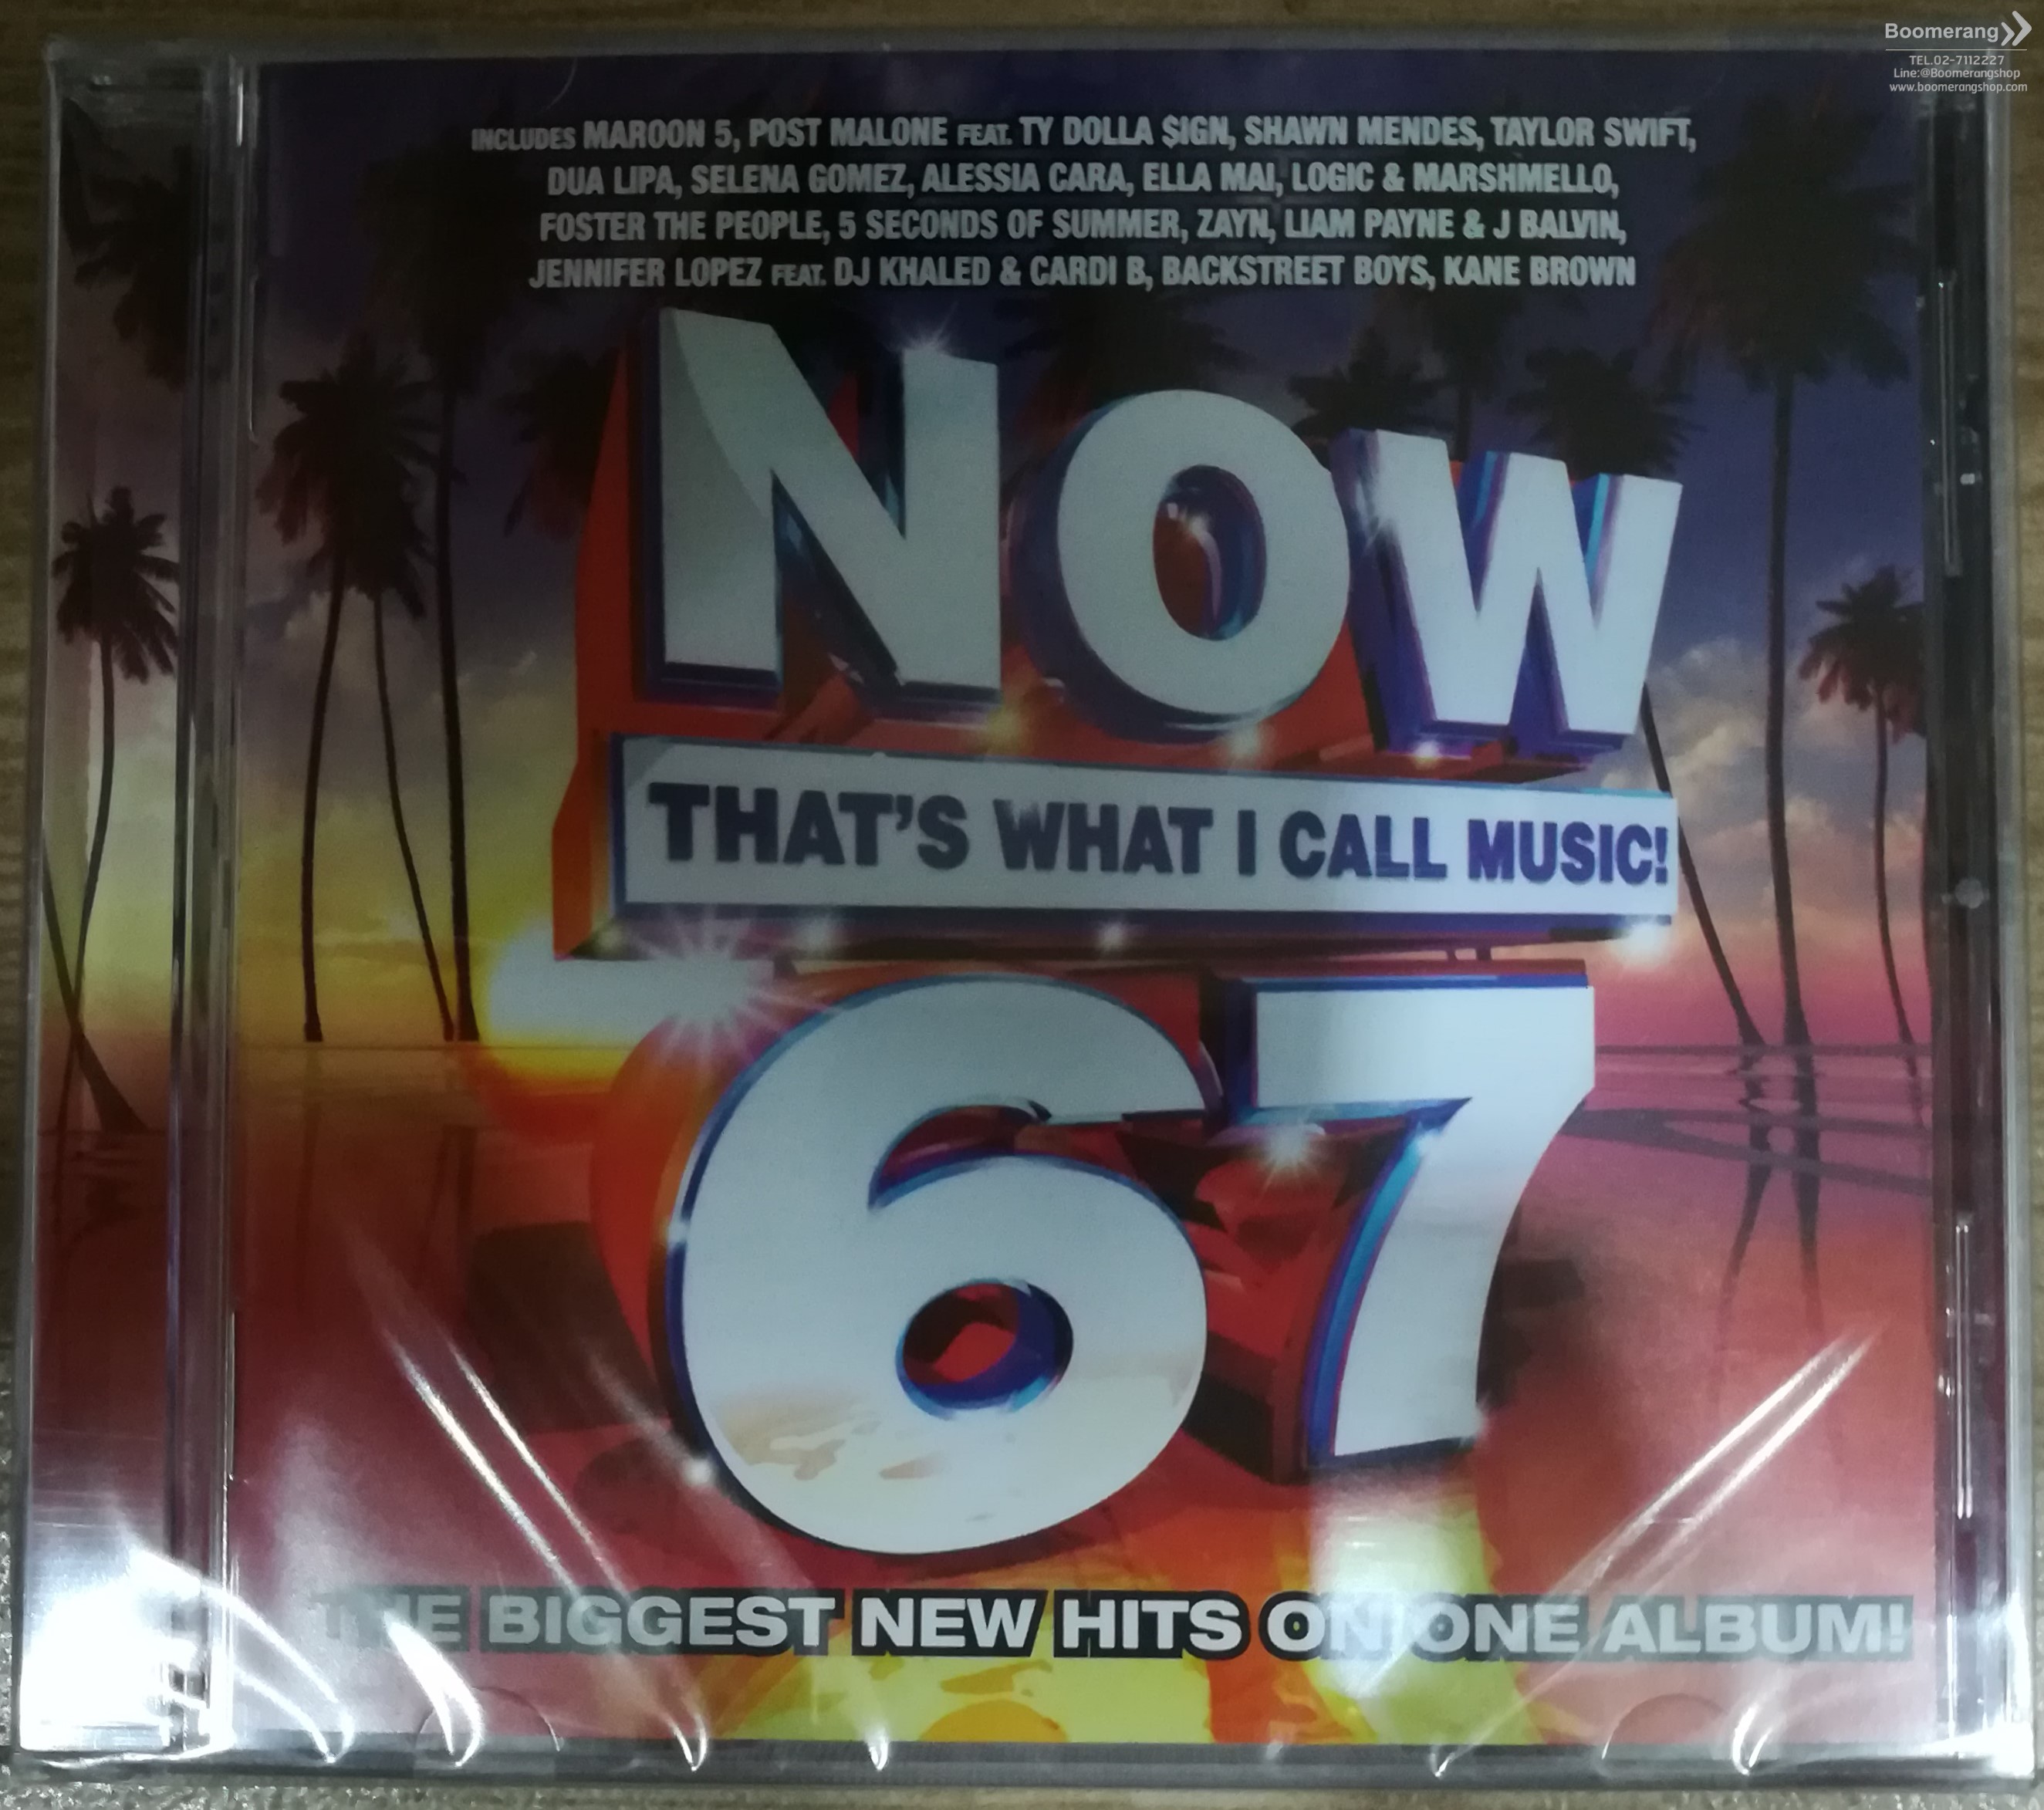 Boomerang
TEL.02-7112227
Line:@Boomerangshop
www.boomerangshop.com
INCLUDES MAROON 5, POST MALONE FEAT. TY DOLLA $IGN, SHAWN MENDES, TAYLOR SWIFT,
DUA LIPA, SELENA GOMEZ, ALESSIA CARA, ELLA MAI, LOGIC & MARSHMELLO,
FOSTER THE PEOPLE, 5 SECONDS OF SUMMER, ZAYN, LIAM PAYNE & J BALVIN,
JENNIFER LOPEZ FEAT. DJ KHALED & CARDI B, BACKSTREET BOYS, KANE BROWN
NOW
THAT'S WHAT I CALL MUSIC!
67
THE BIGGEST NEW HITS ON ONE ALBUM!